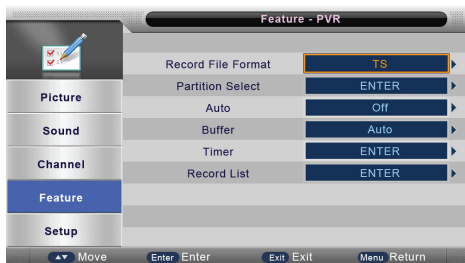 Feature - PVR
Record File Format TS
Partition Select ENTER
Auto Off
Buffer Auto
Timer ENTER
Record List ENTER
Picture
Sound
Channel
Feature
Setup
Move Enter Enter Exit Exit Menu Return